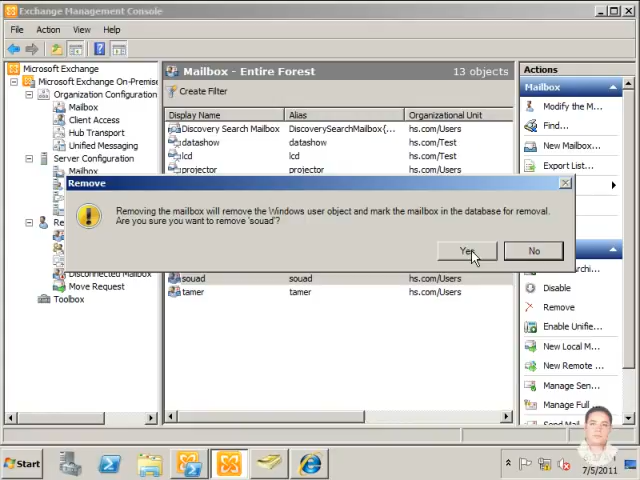 Exchange Management Console
File Action View Help
Microsoft Exchange
Microsoft Exchange On-Premise
Organization Configuration
Mailbox
Client Access
Hub Transport
Unified Messaging
Server Configuration
Mailbox
Re
Disconnected Mailbox
Move Request
Toolbox
Mailbox - Entire Forest 13 objects
Create Filter
Display Name Alias Organizational Unit
Discovery Search Mailbox DiscoverySearchMailbox{... hs.com/Users
datashow datashow hs.com/Test
lcd lcd hs.com/Test
projector projector hs.com/Users
souad souad hs.com/Users
tamer tamer hs.com/Users
Remove
Removing the mailbox will remove the Windows user object and mark the mailbox in the database for removal.
Are you sure you want to remove 'souad'?
Yes No
Actions
Mailbox
Modify the M...
Find...
New Mailbox...
Export List...
Disable
Remove
Enable Unifie...
New Local M...
New Remote ...
Manage Sen...
Manage Full ...
Start
7/5/2011